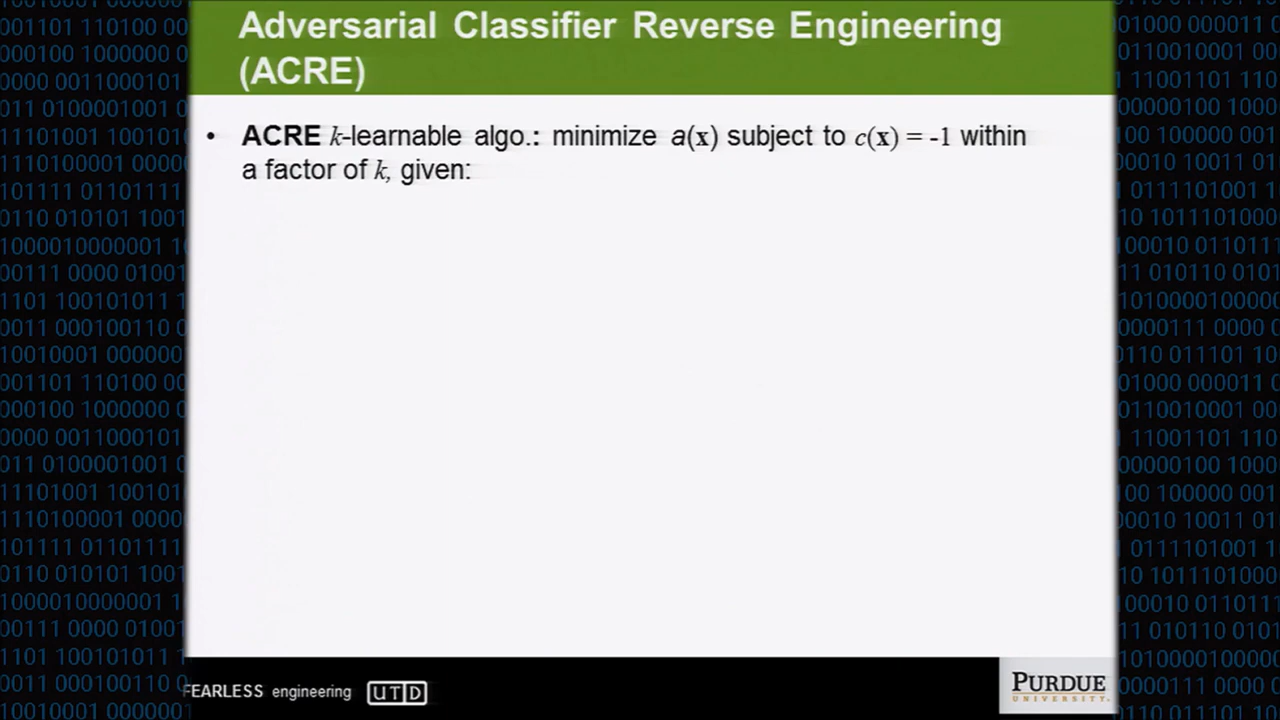 Adversarial Classifier Reverse Engineering
(ACRE)
• ACRE k-learnable algo.: minimize a(x) subject to c(x) = -1 within
a factor of k, given:
FEARLESS engineering UTD
PURDUE
UNIVERSITY